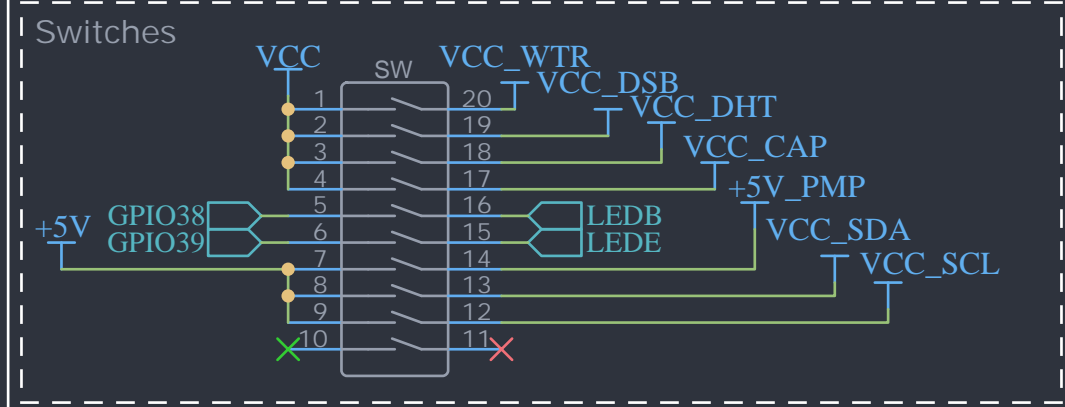 Switches
VCC
SW
VCC_WTR
VCC_DSB
VCC_DHT
VCC_CAP
+5V_PMP
VCC_SDA
VCC_SCL
1 20
2 19
3 18
4 17
GPIO38 5 16 LEDB
GPIO39 6 15 LEDE
+5V
7 14
8 13
9 12
10 11